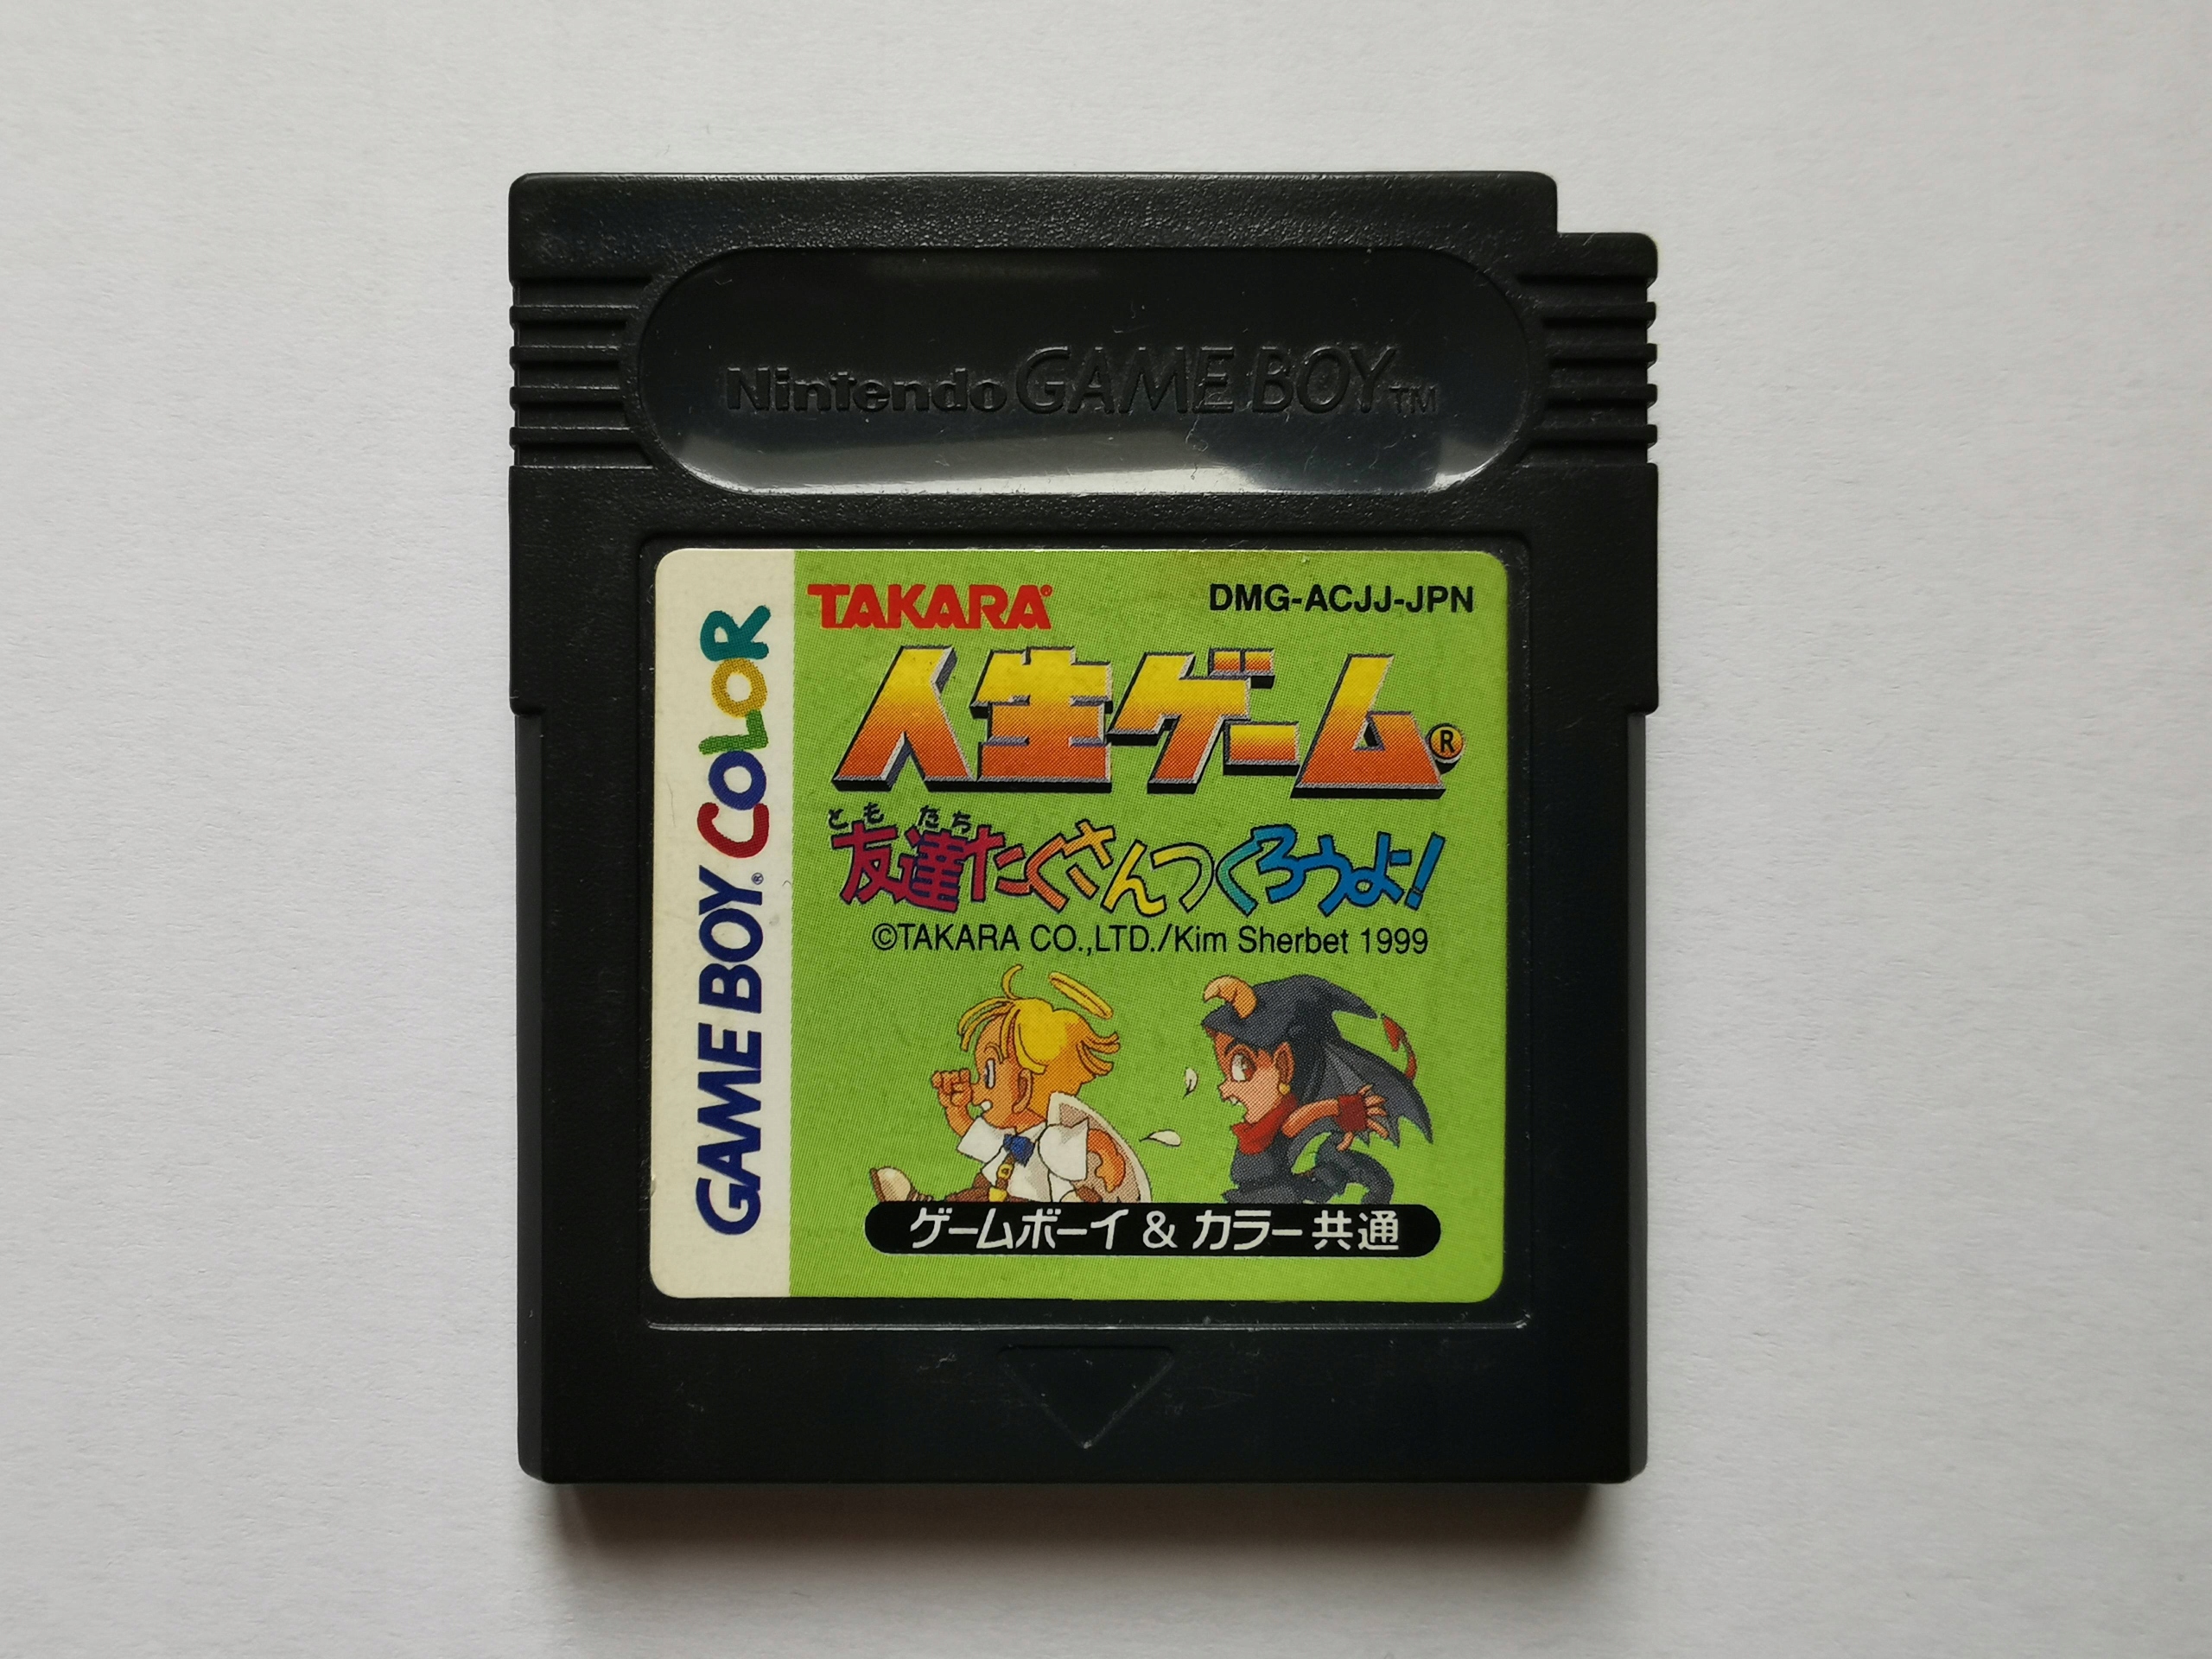 Nintendo GAME BOY™
GAME BOY® COLOR
TAKARA®
DMG-ACJJ-JPN
人生ゲーム®
ともだち
友達たくさんつくろうよ!
©TAKARA CO.,LTD./Kim Sherbet 1999
ゲームボーイ & カラー共通